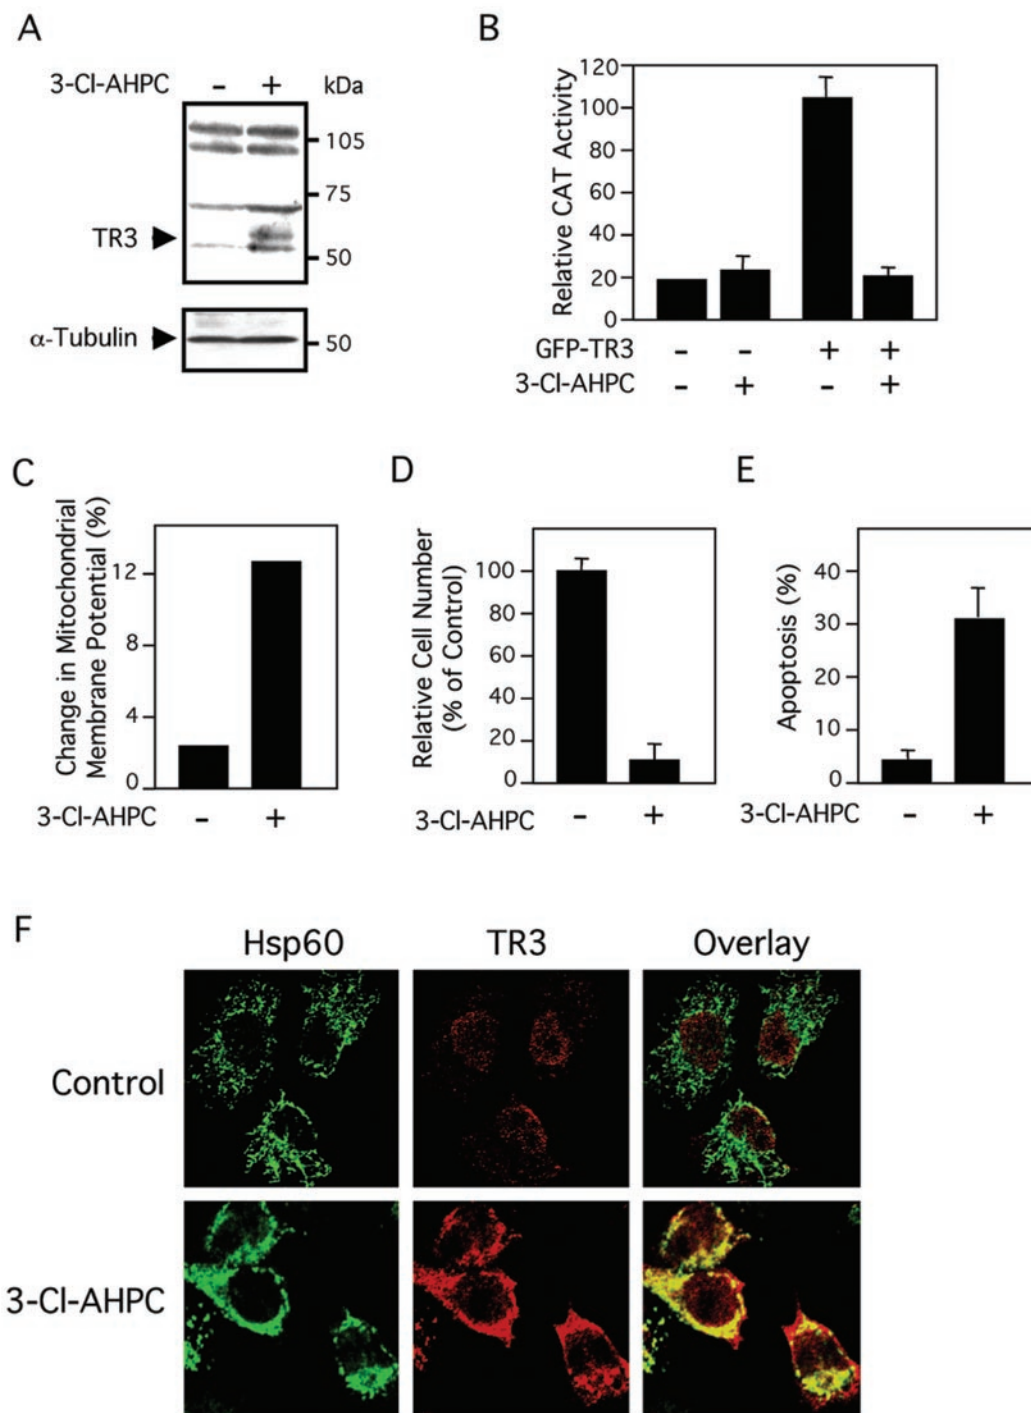 A
3-Cl-AHPC - + kDa
105
75
TR3
50
α-Tubulin
50
B
Relative CAT Activity
120
100
80
60
40
20
0
GFP-TR3 - - + +
3-Cl-AHPC - + - +
C
Change in Mitochondrial
Membrane Potential (%)
12
8
4
0
3-Cl-AHPC - +
D
Relative Cell Number
(% of Control)
100
80
60
40
20
0
3-Cl-AHPC - +
E
Apoptosis (%)
40
30
20
10
0
3-Cl-AHPC - +
F
Hsp60 TR3 Overlay
Control
3-Cl-AHPC